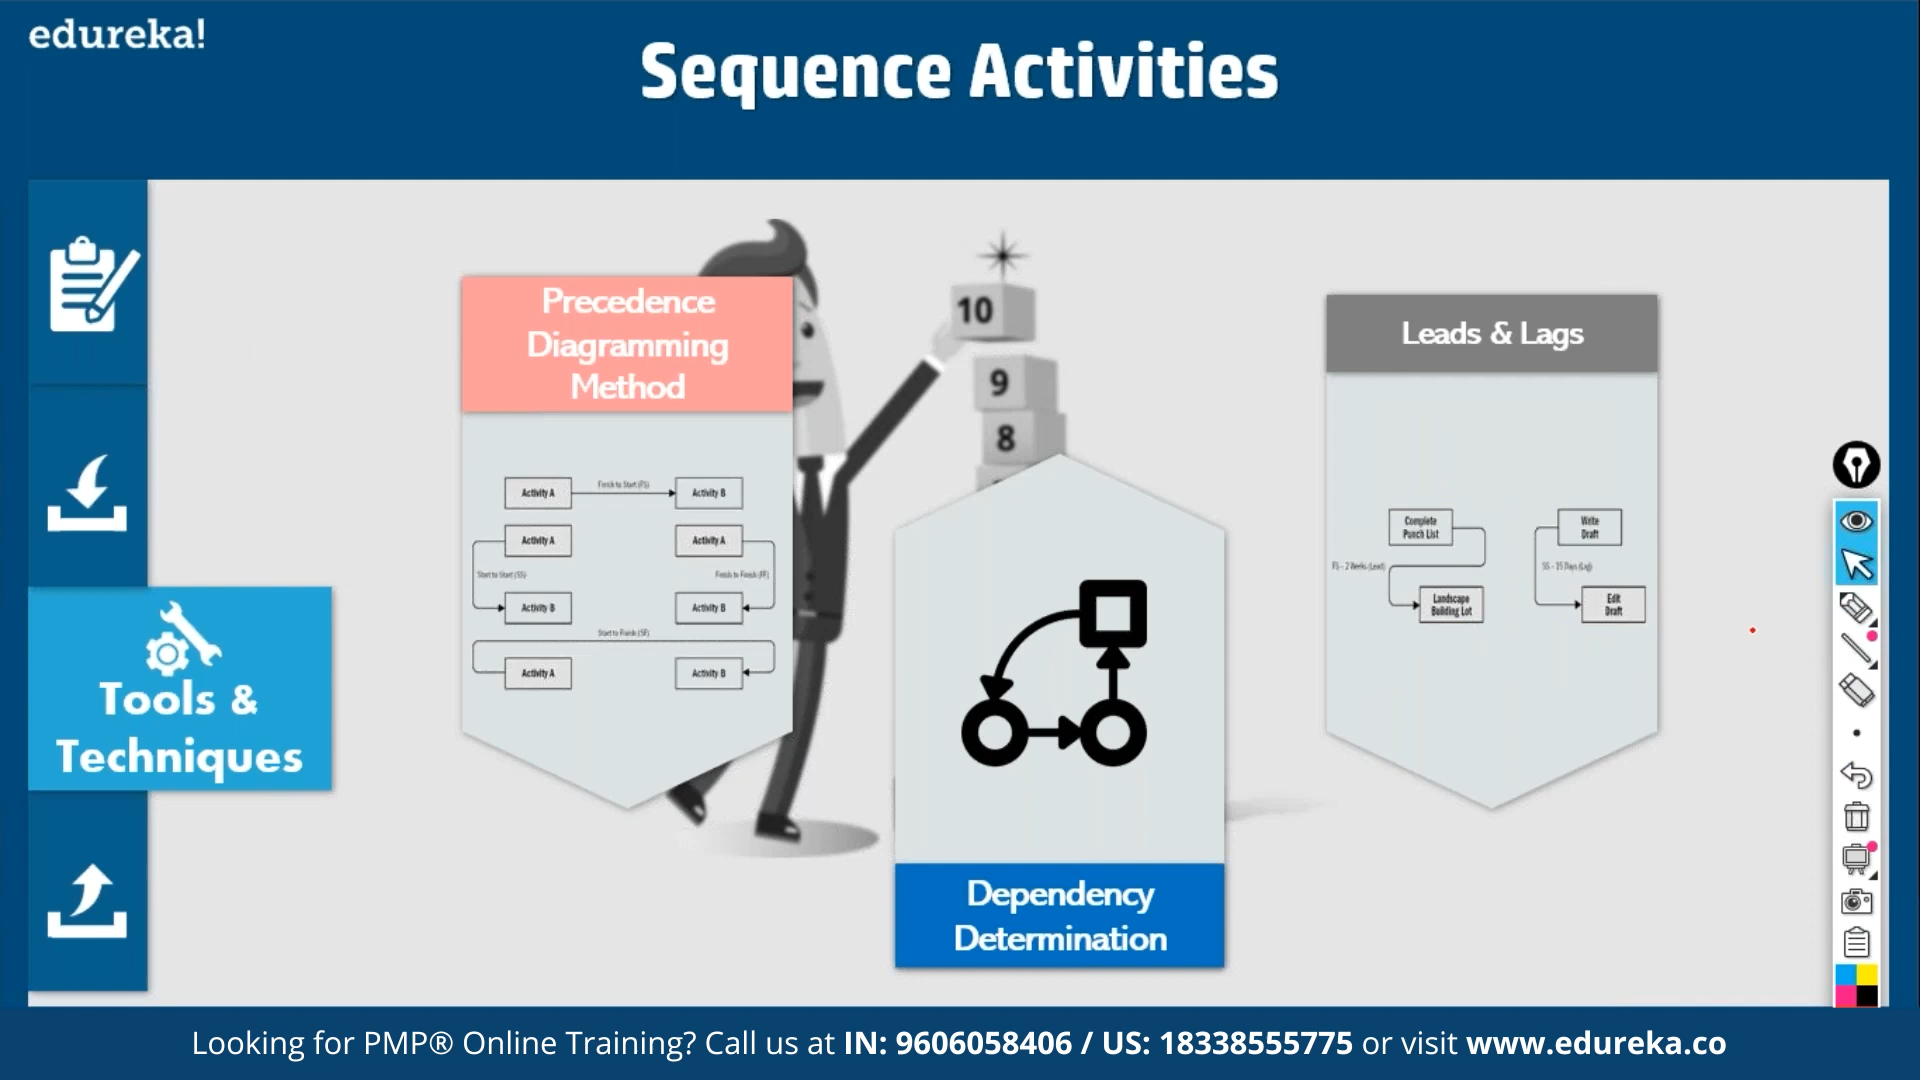 edureka!
Sequence Activities
Tools &
Techniques
Precedence
Diagramming
Method
Activity A
Finish to Start (FS)
Activity B
Activity A
Activity A
Start to Start (SS)
Finish to Finish (FF)
Activity B
Activity B
Start to Finish (SF)
Activity A
Activity B
10
9
8
Dependency
Determination
Leads & Lags
Complete
Punch List
Write
Draft
FS - 2 Weeks (Lead)
SS - 15 Days (Lag)
Landscape
Building Lot
Edit
Draft
Looking for PMP® Online Training? Call us at IN: 9606058406 / US: 18338555775 or visit www.edureka.co